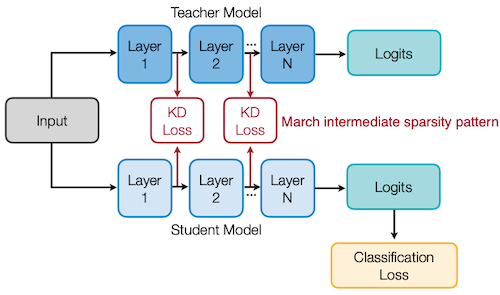 Teacher Model
Layer
1
Layer
2
...
Layer
N
Logits
Input
KD
Loss
KD
Loss
March intermediate sparsity pattern
Layer
1
Layer
2
...
Layer
N
Logits
Student Model
Classification
Loss